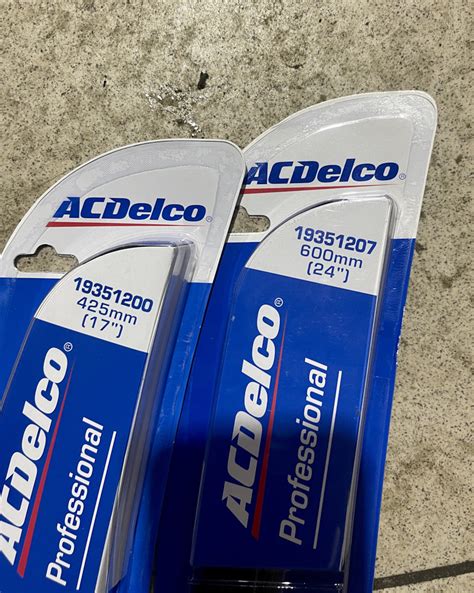 ACDelco®
19351200
425mm
(17")
ACDelco®
Professional
ACDelco®
19351207
600mm
(24")
ACDelco®
Professional